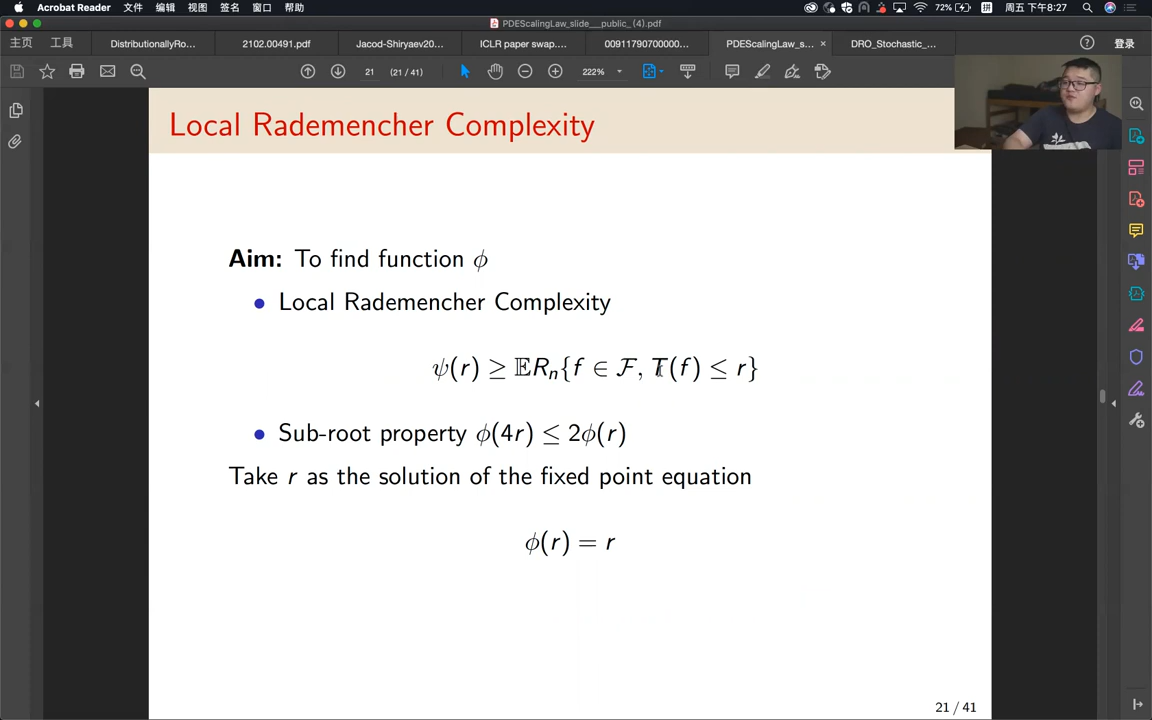 Acrobat Reader 文件 编辑 视图 签名 窗口 帮助 72% 拼 周五 下午8:27
PDEScalingLaw_slide___public_(4).pdf
主页 工具 DistributionallyRo... 2102.00491.pdf Jacod-Shiryaev20... ICLR paper swap.... 00911790700000... PDEScalingLaw_s... × DRO_Stochastic_... 登录
21 (21 / 41) 222%
Local Rademencher Complexity
Aim: To find function ϕ
• Local Rademencher Complexity
ψ(r) ≥ 𝔼Rₙ{f ∈ ℱ, T(f) ≤ r}
• Sub-root property ϕ(4r) ≤ 2ϕ(r)
Take r as the solution of the fixed point equation
ϕ(r) = r
21 / 41